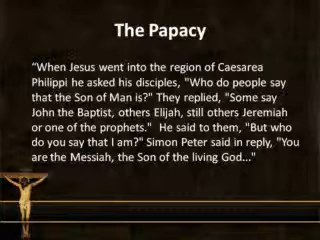 The Papacy
“When Jesus went into the region of Caesarea
Philippi he asked his disciples, "Who do people say
that the Son of Man is?" They replied, "Some say
John the Baptist, others Elijah, still others Jeremiah
or one of the prophets."  He said to them, "But who
do you say that I am?" Simon Peter said in reply, "You
are the Messiah, the Son of the living God..."